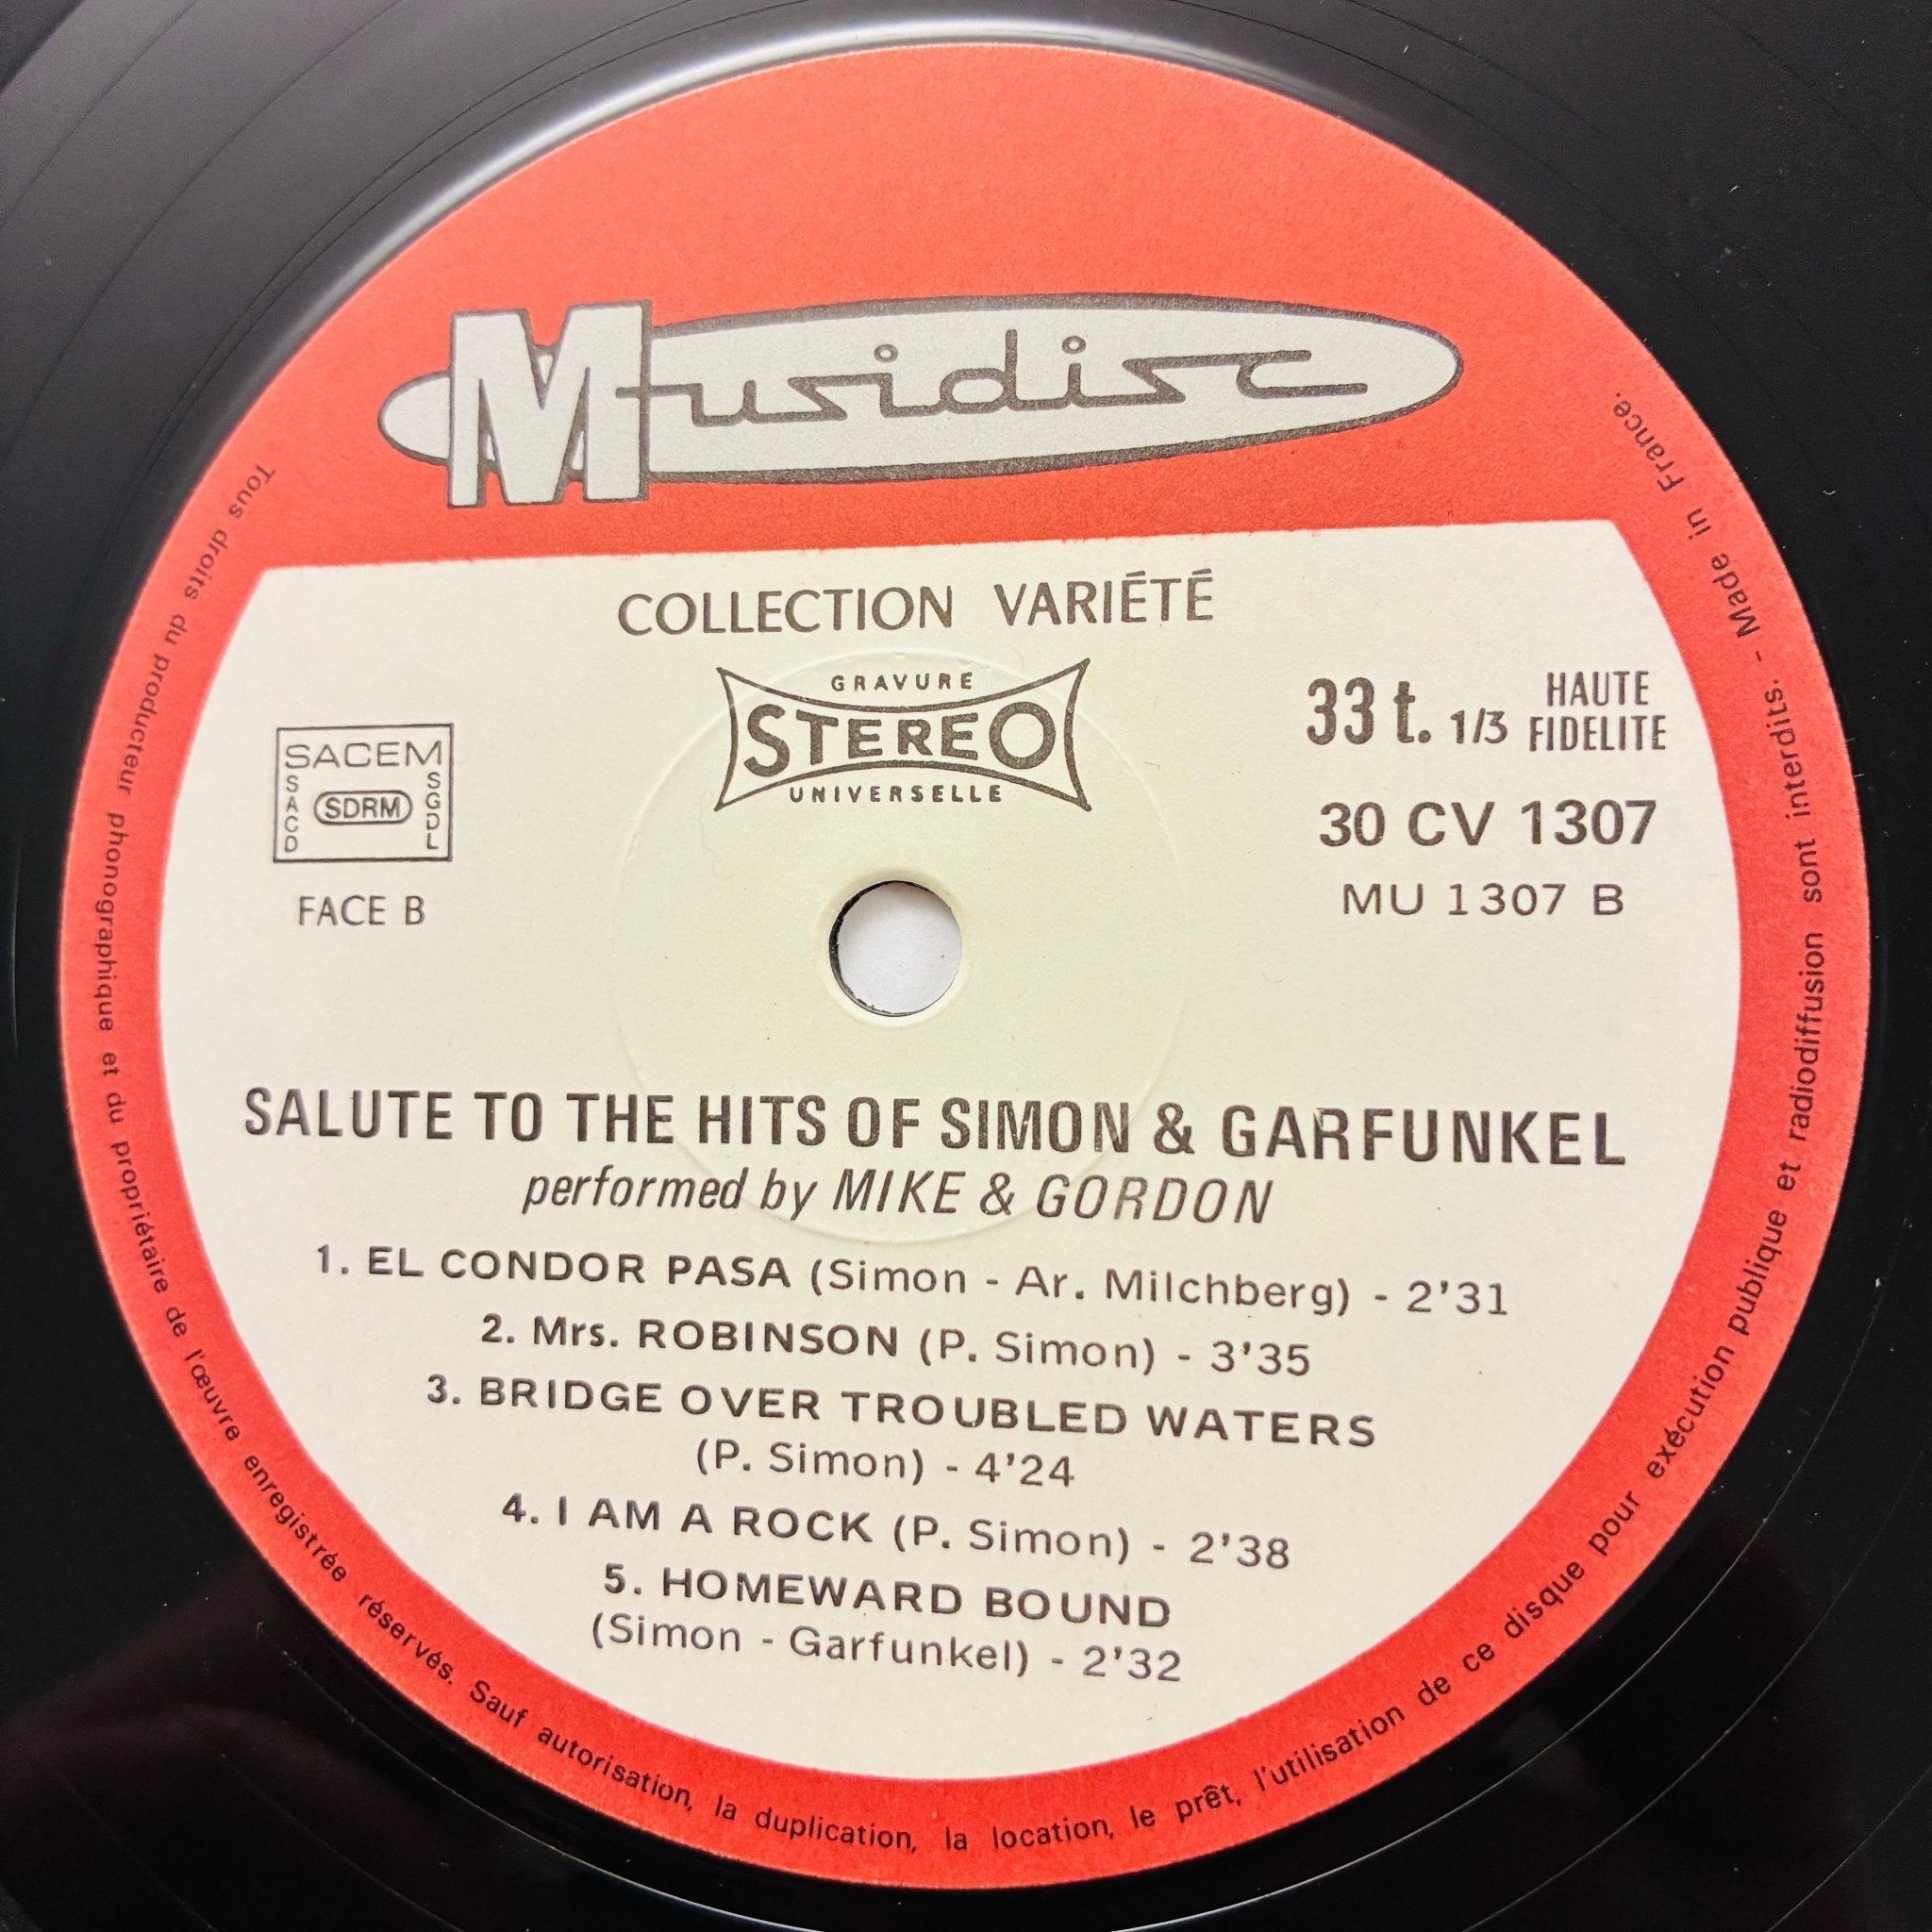 Musidisc
COLLECTION VARIÉTÉ
GRAVURE
STEREO
UNIVERSELLE
33 t. 1/3 HAUTE
FIDELITE
SACEM
SACD
SDRM
SGDL
30 CV 1307
MU 1307 B
FACE B
SALUTE TO THE HITS OF SIMON & GARFUNKEL
performed by MIKE & GORDON
1. EL CONDOR PASA (Simon - Ar. Milchberg) - 2'31
2. Mrs. ROBINSON (P. Simon) - 3'35
3. BRIDGE OVER TROUBLED WATERS
(P. Simon) - 4'24
4. I AM A ROCK (P. Simon) - 2'38
5. HOMEWARD BOUND
(Simon - Garfunkel) - 2'32
Tous droits du producteur phonographique et du propriétaire de l'œuvre enregistrée réservés. Sauf autorisation, la duplication, la location, le prêt, l'utilisation de ce disque pour exécution publique et radiodiffusion sont interdits. - Made in France.